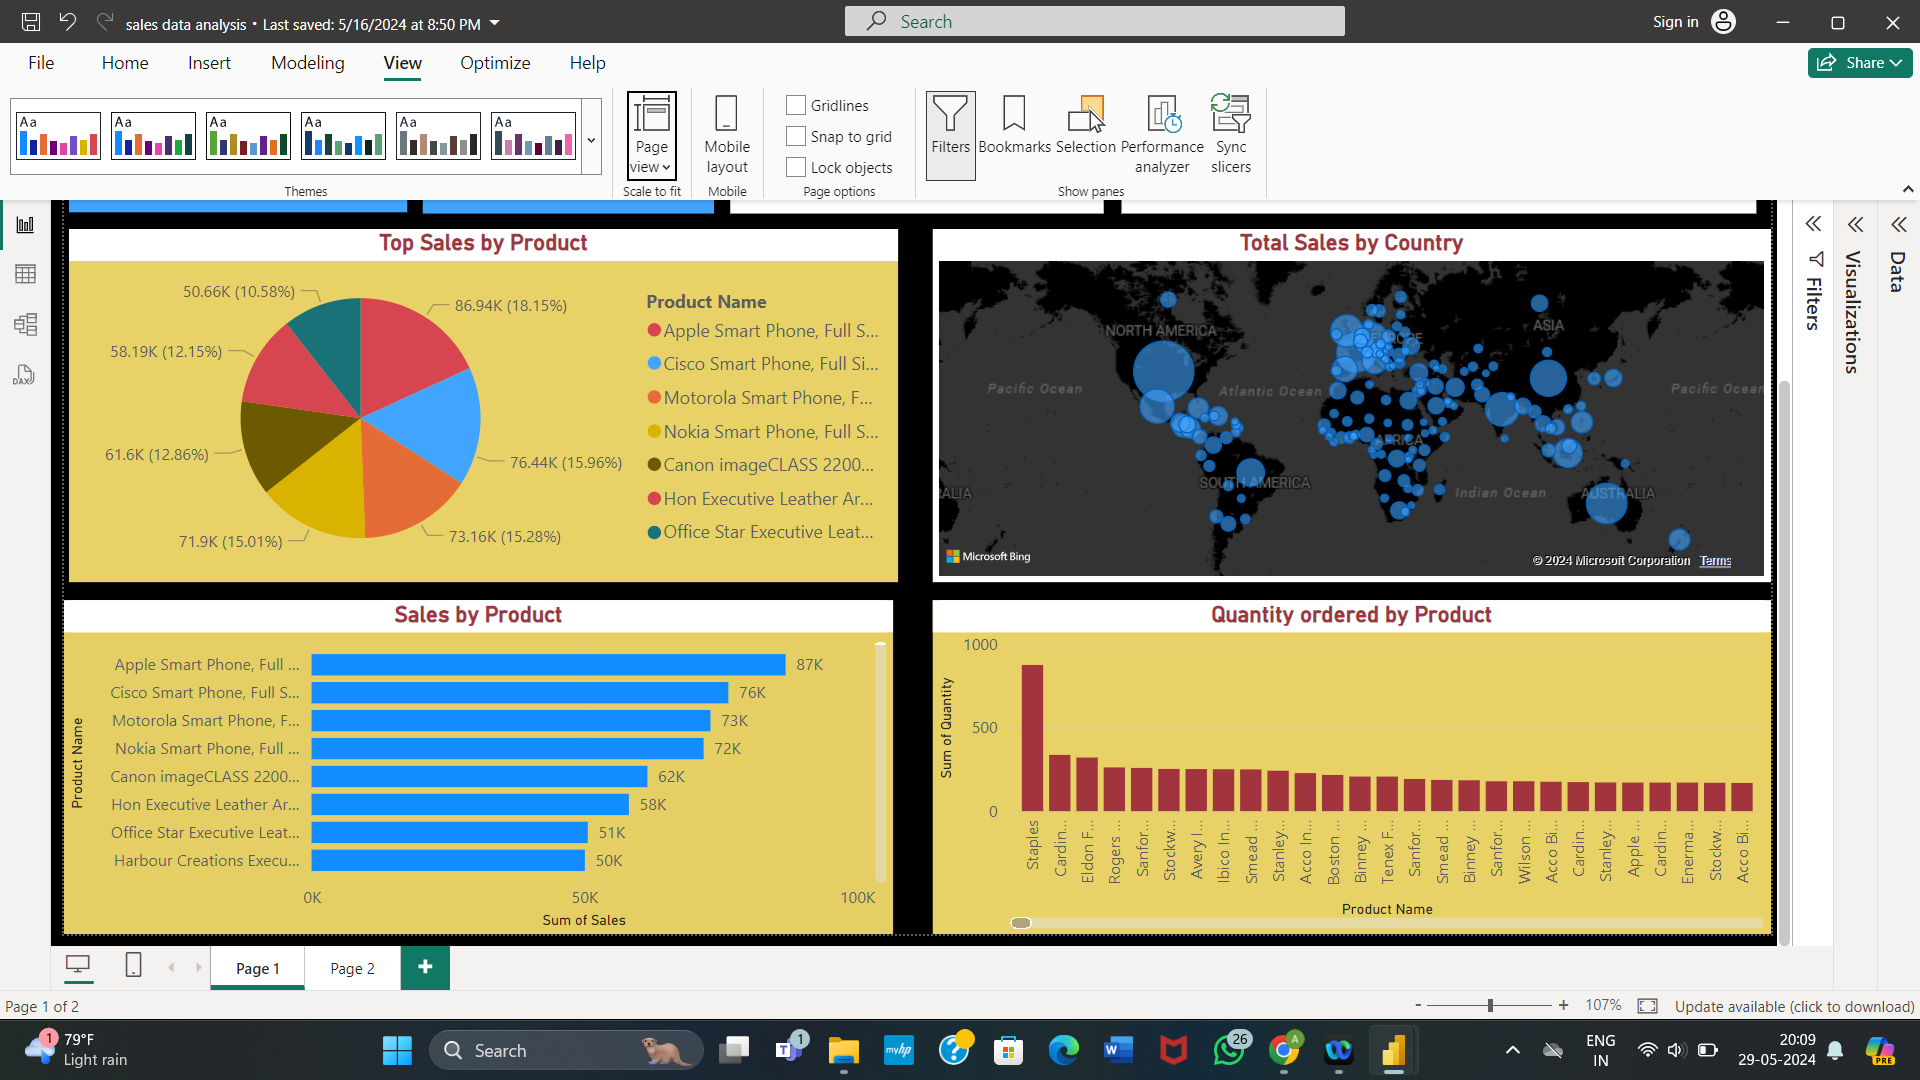 sales data analysis • Last saved: 5/16/2024 at 8:50 PM
Search
Sign in
File Home Insert Modeling View Optimize Help
Share
Aa Aa Aa Aa Aa Aa
Themes
Page view
Scale to fit
Mobile layout
Mobile
Gridlines
Snap to grid
Lock objects
Page options
Filters
Bookmarks
Selection
Performance analyzer
Sync slicers
Show panes
Filters
Visualizations
Data
Top Sales by Product
50.66K (10.58%)
86.94K (18.15%)
58.19K (12.15%)
76.44K (15.96%)
61.6K (12.86%)
71.9K (15.01%)
73.16K (15.28%)
Product Name
Apple Smart Phone, Full S...
Cisco Smart Phone, Full Si...
Motorola Smart Phone, F...
Nokia Smart Phone, Full S...
Canon imageCLASS 2200...
Hon Executive Leather Ar...
Office Star Executive Leat...
Total Sales by Country
NORTH AMERICA
EUROPE
ASIA
Pacific Ocean
Atlantic Ocean
Pacific Ocean
AFRICA
SOUTH AMERICA
Indian Ocean
AUSTRALIA
RALIA
Microsoft Bing
© 2024 Microsoft Corporation Terms
Sales by Product
Product Name
Apple Smart Phone, Full ... 87K
Cisco Smart Phone, Full S... 76K
Motorola Smart Phone, F... 73K
Nokia Smart Phone, Full ... 72K
Canon imageCLASS 2200... 62K
Hon Executive Leather Ar... 58K
Office Star Executive Leat... 51K
Harbour Creations Execu... 50K
0K 50K 100K
Sum of Sales
Quantity ordered by Product
Sum of Quantity
1000
500
0
Staples
Cardin...
Eldon F...
Rogers ...
Sanfor...
Stockw...
Avery I...
Ibico In...
Smead ...
Stanley...
Acco In...
Boston ...
Binney ...
Tenex F...
Sanfor...
Smead ...
Binney ...
Sanfor...
Wilson ...
Acco Bi...
Cardin...
Stanley...
Apple ...
Cardin...
Enerma...
Stockw...
Acco Bi...
Product Name
DAX
Page 1
Page 2
+
Page 1 of 2
- + 107%
Update available (click to download)
1
79°F
Light rain
Search
1
myhp
26
A
PRE
ENG
IN
20:09
29-05-2024